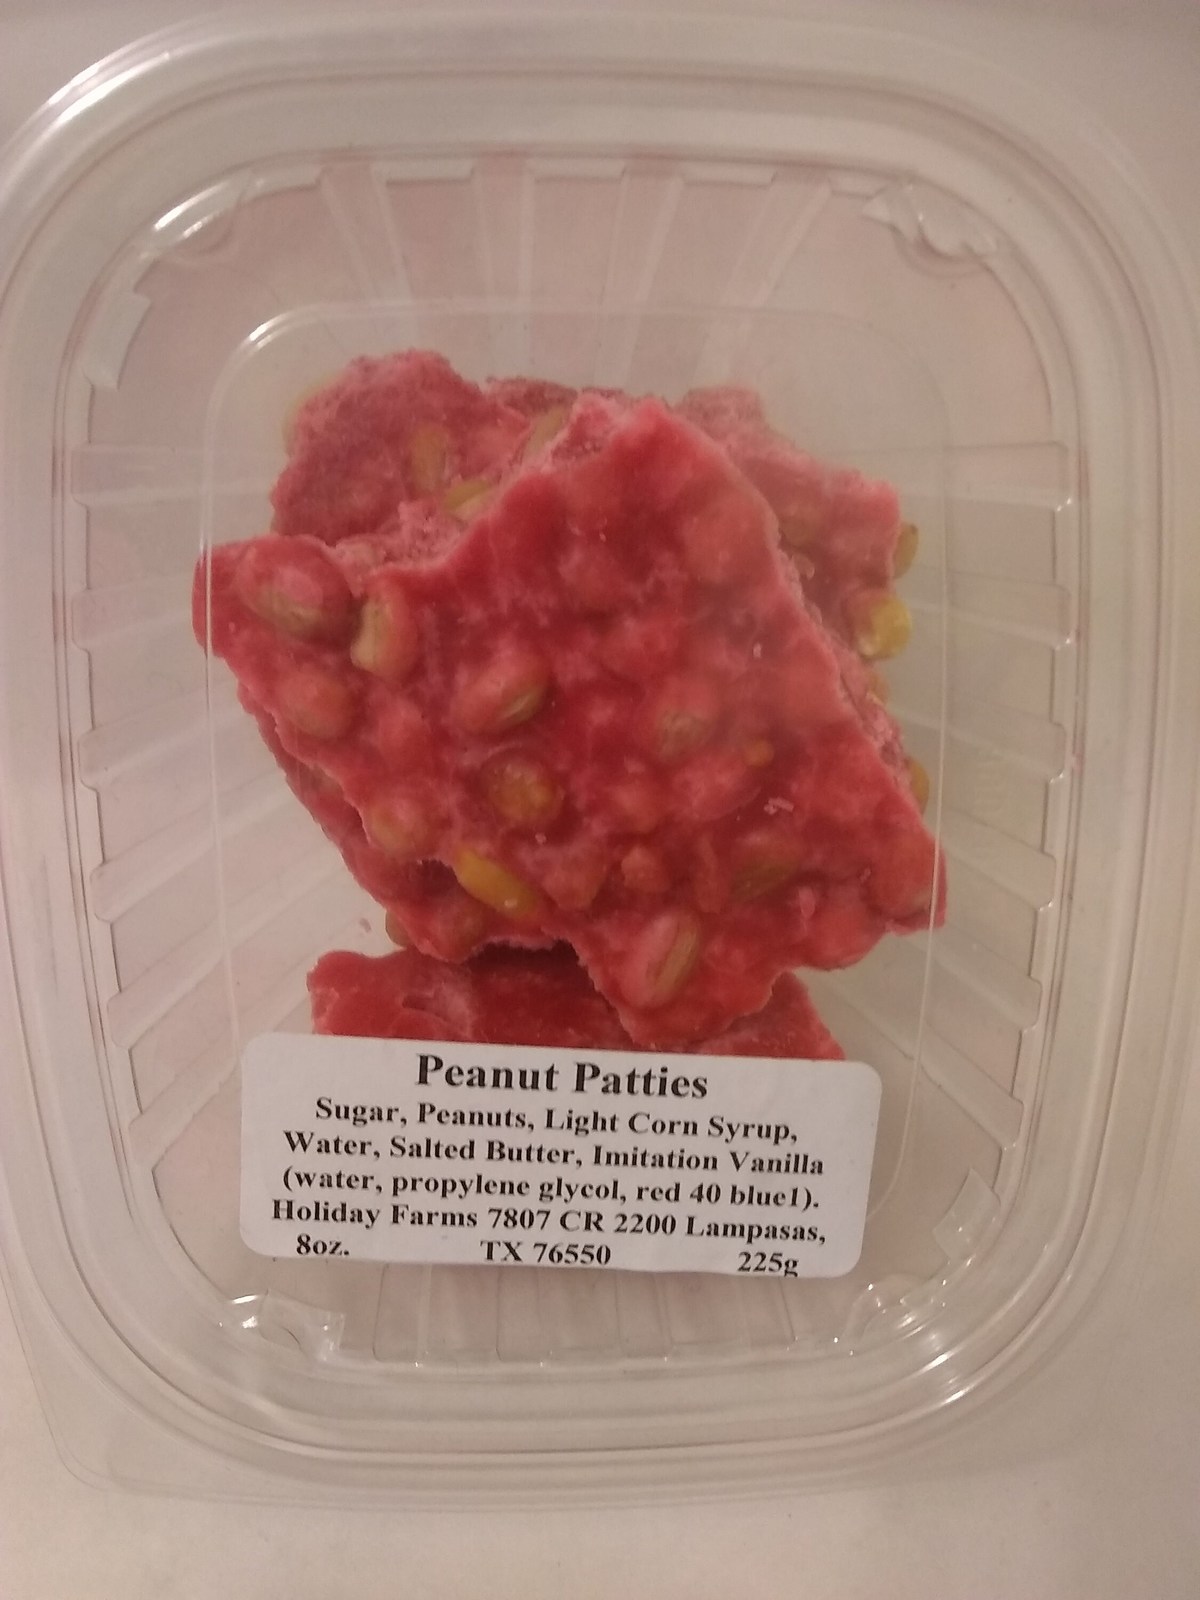 Peanut Patties
Sugar, Peanuts, Light Corn Syrup,
Water, Salted Butter, Imitation Vanilla
(water, propylene glycol, red 40 blue1).
Holiday Farms 7807 CR 2200 Lampasas,
8oz. TX 76550 225g